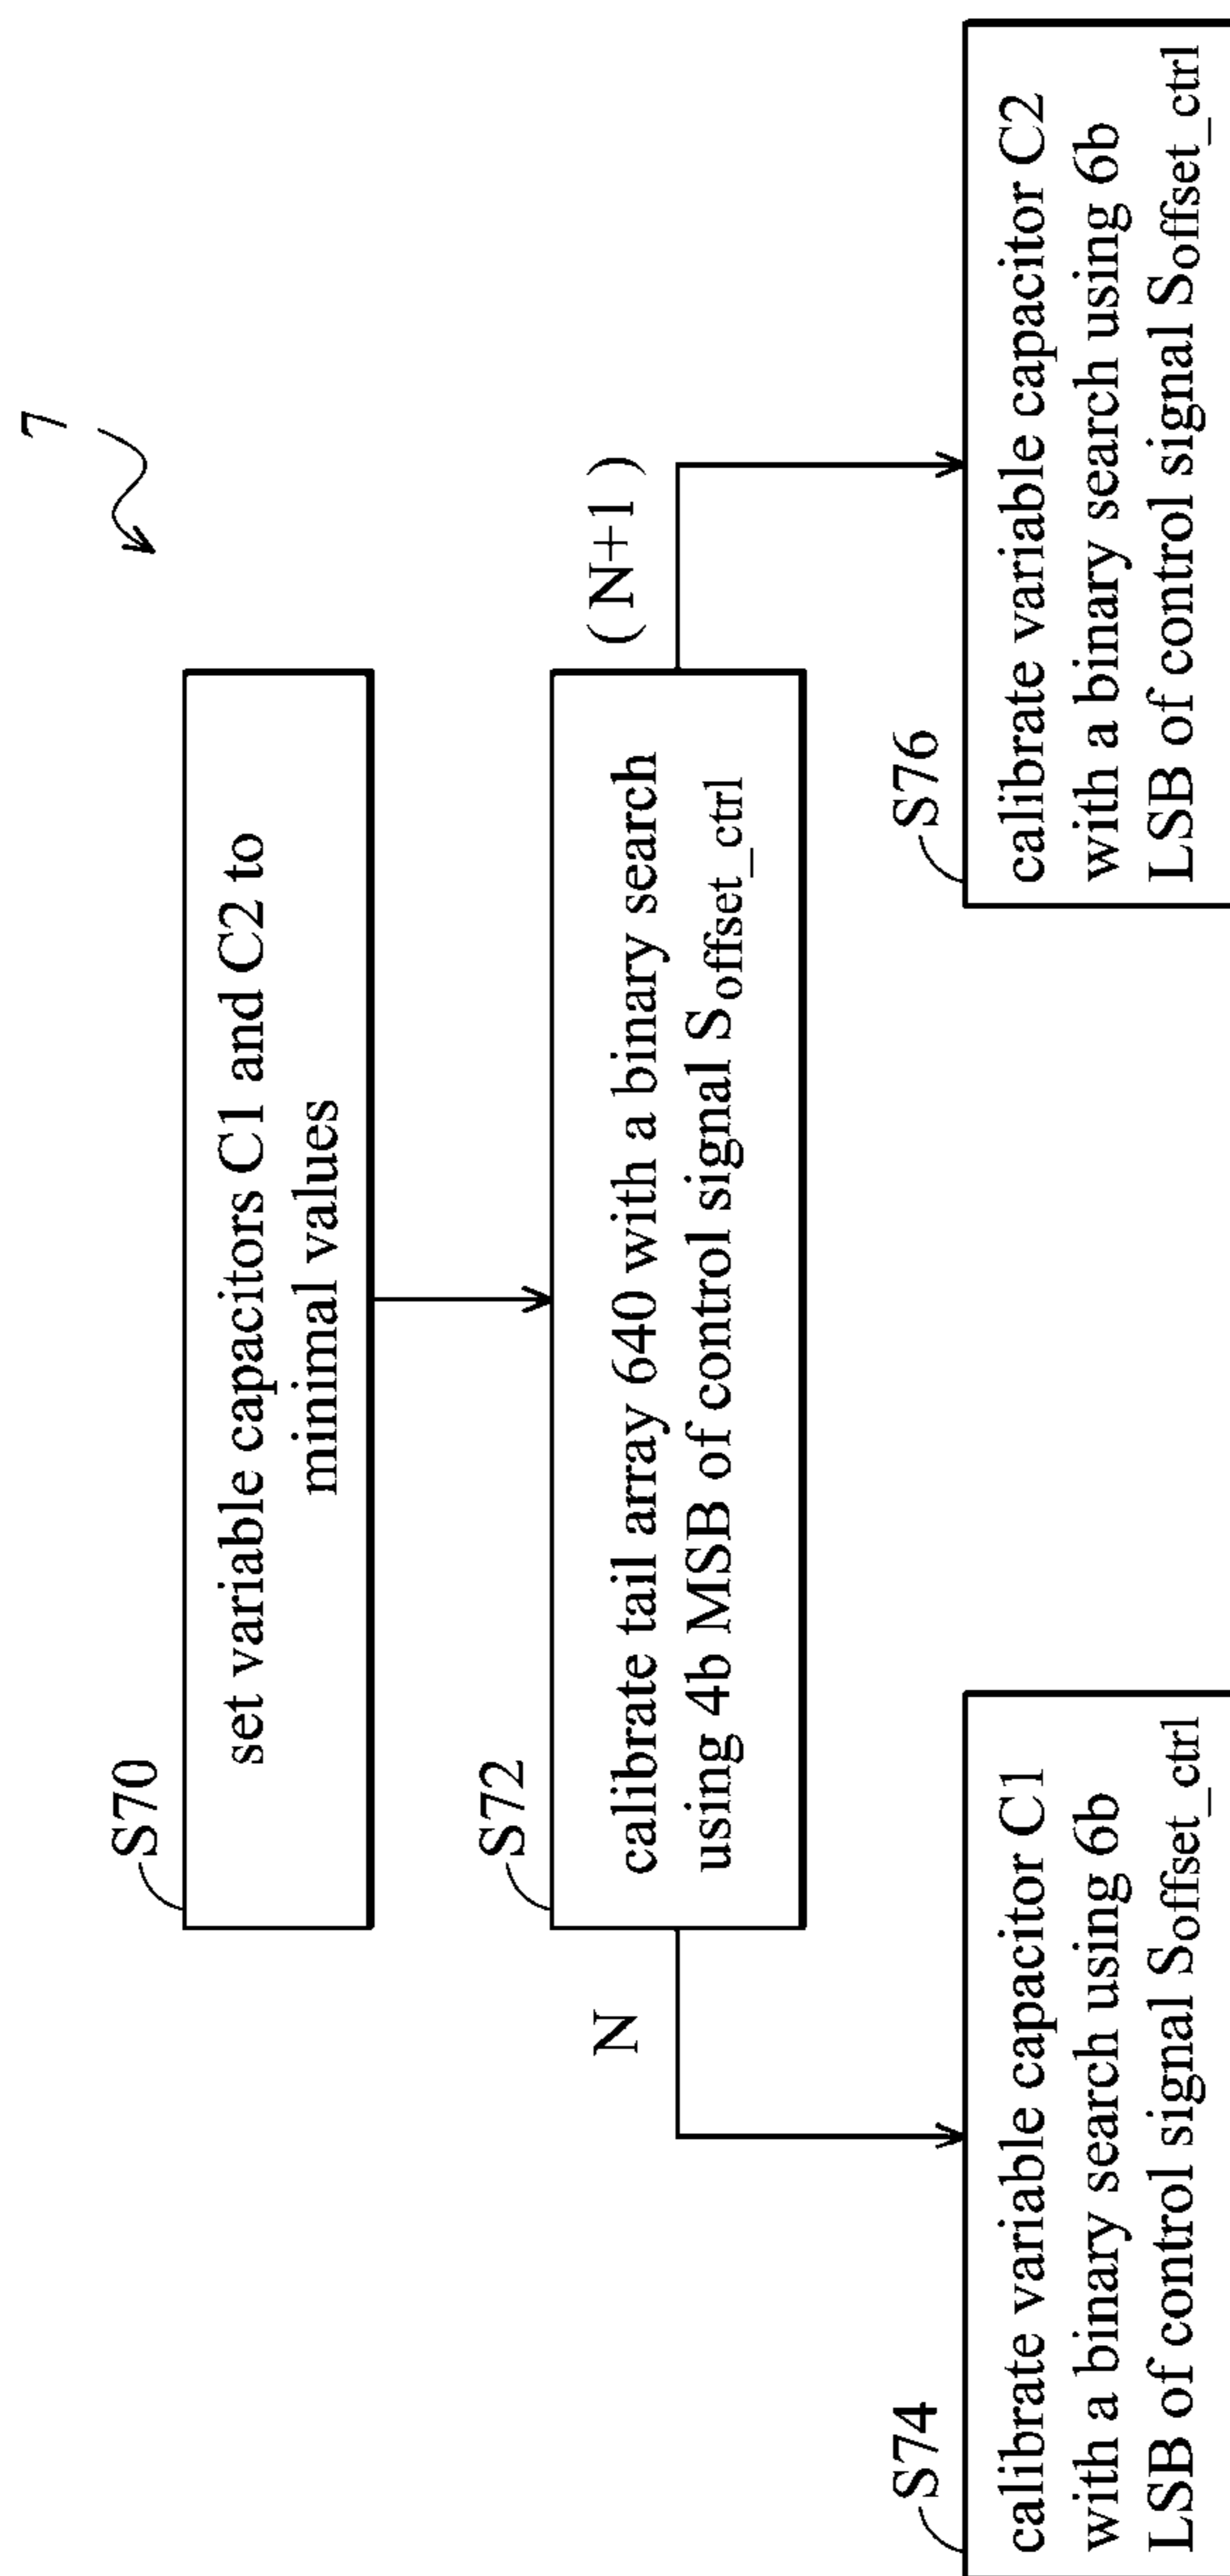 7
S70
set variable capacitors C1 and C2 to
minimal values
S72
calibrate tail array 640 with a binary search
using 4b MSB of control signal Soffset_ctrl
N
(N+1)
S74
calibrate variable capacitor C1
with a binary search using 6b
LSB of control signal Soffset_ctrl
S76
calibrate variable capacitor C2
with a binary search using 6b
LSB of control signal Soffset_ctrl